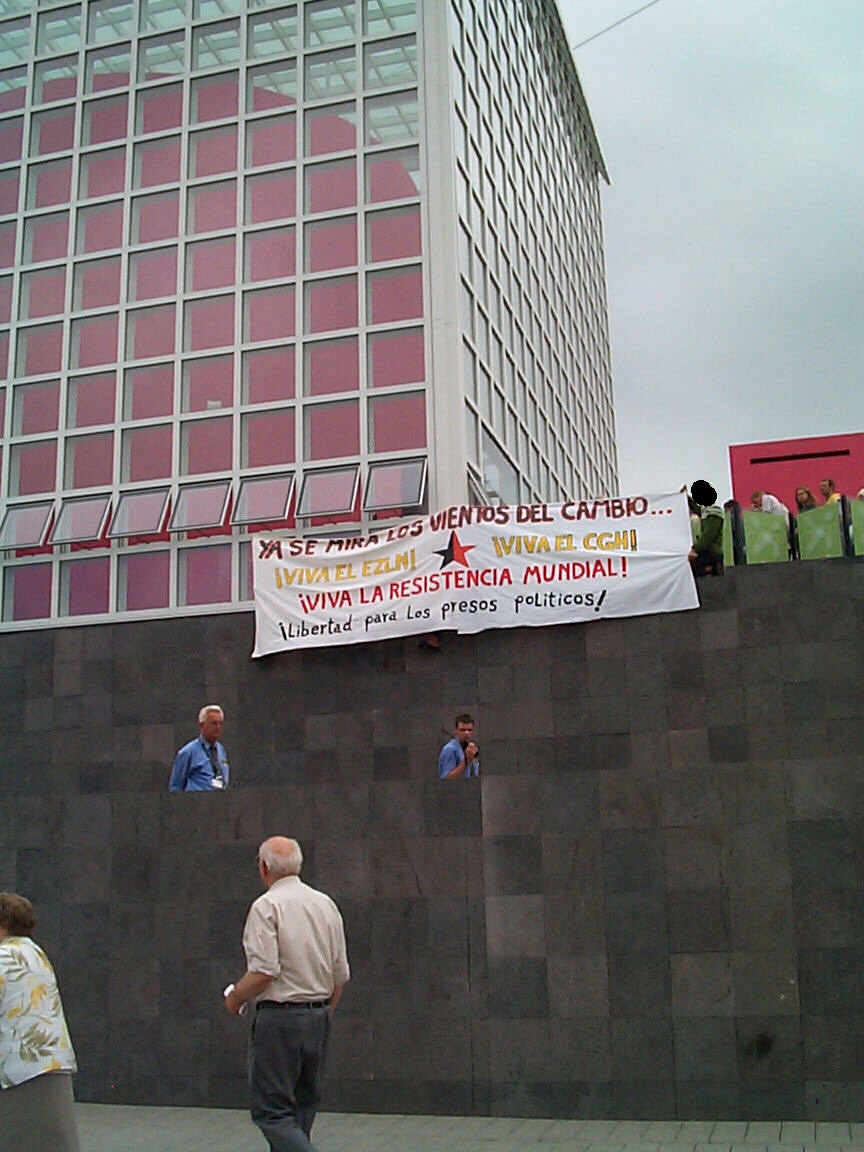 YA SE MIRA LOS VIENTOS DEL CAMBIO...
¡VIVA EL EZLN! ¡VIVA EL CGH!
¡VIVA LA RESISTENCIA MUNDIAL!
¡Libertad para Los presos políticos!